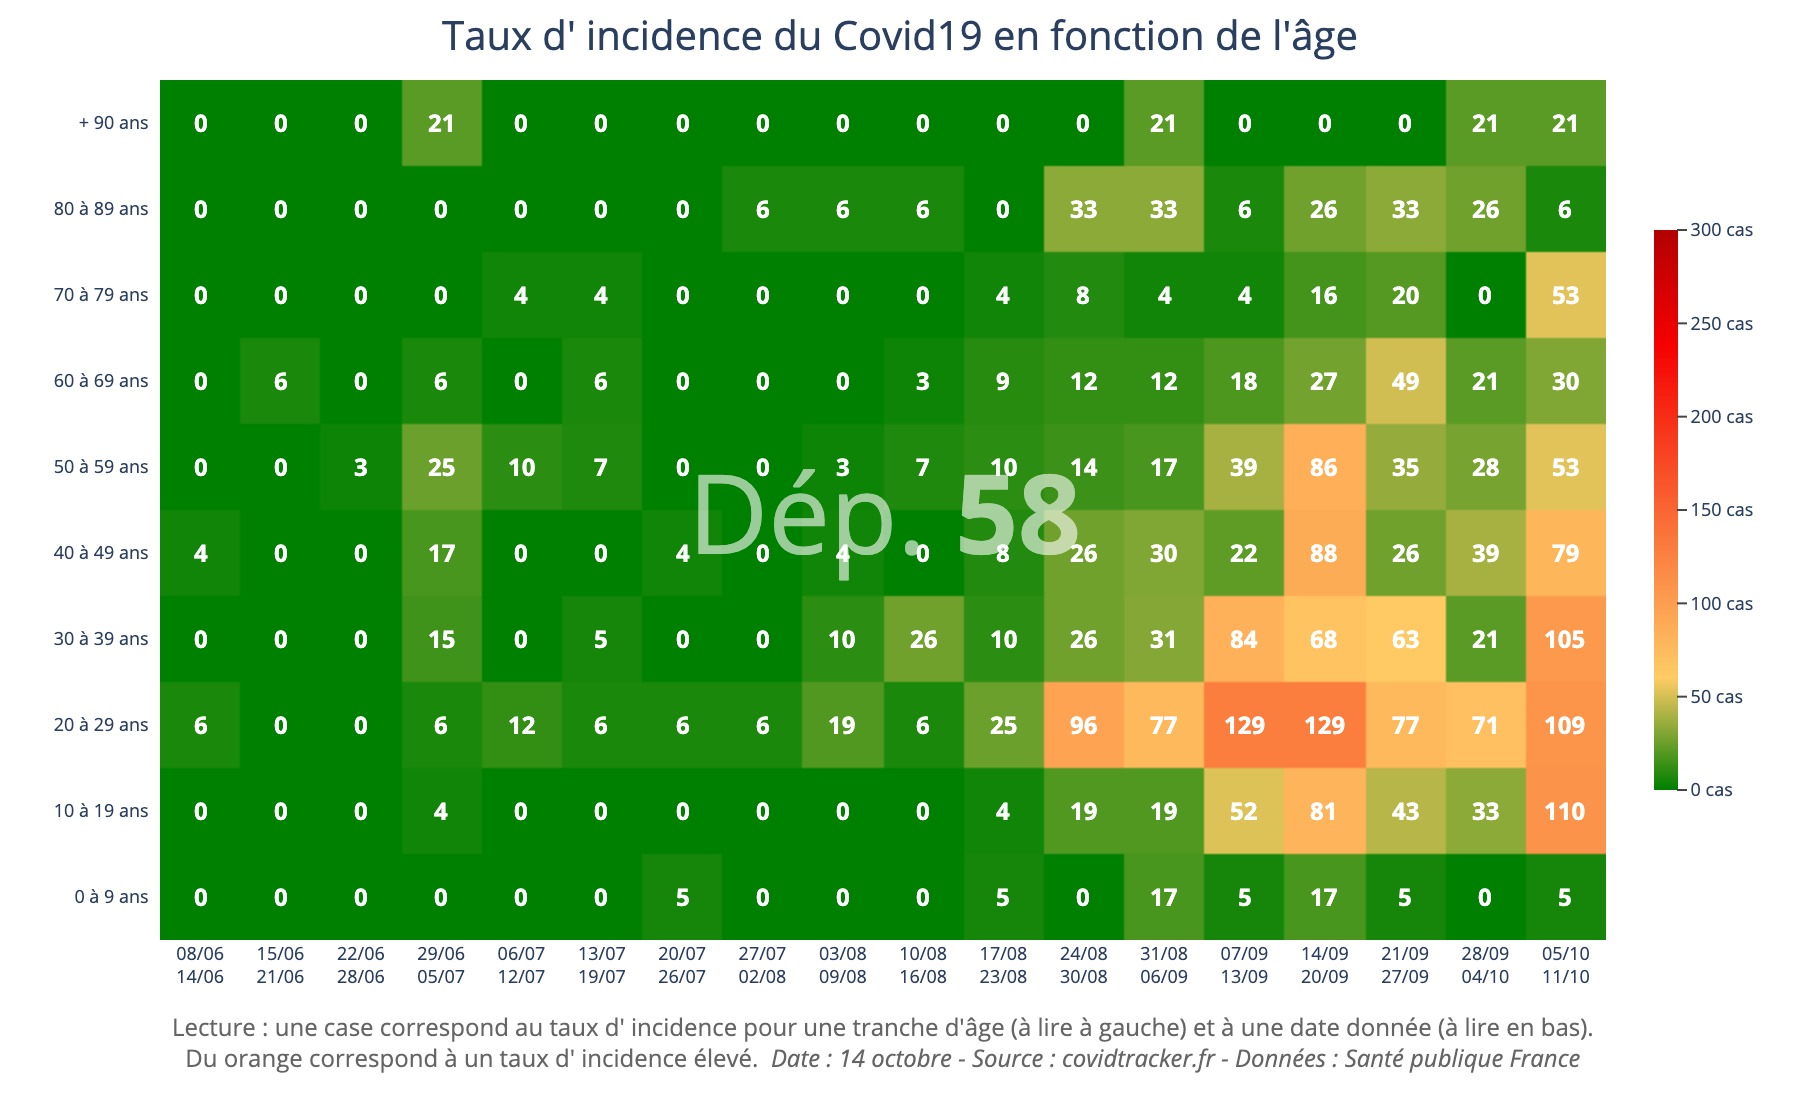 Taux d' incidence du Covid19 en fonction de l'âge
+ 90 ans 0 0 0 21 0 0 0 0 0 0 0 0 21 0 0 0 21 21
80 à 89 ans 0 0 0 0 0 0 0 6 6 6 0 33 33 6 26 33 26 6
300 cas
70 à 79 ans 0 0 0 0 4 4 0 0 0 0 4 8 4 4 16 20 0 53
250 cas
60 à 69 ans 0 6 0 6 0 6 0 0 0 3 9 12 12 18 27 49 21 30
200 cas
50 à 59 ans 0 0 3 25 10 7 0 0 3 7 10 14 17 39 86 35 28 53
Dép. 58
150 cas
40 à 49 ans 4 0 0 17 0 0 4 0 4 0 8 26 30 22 88 26 39 79
100 cas
30 à 39 ans 0 0 0 15 0 5 0 0 10 26 10 26 31 84 68 63 21 105
50 cas
20 à 29 ans 6 0 0 6 12 6 6 6 19 6 25 96 77 129 129 77 71 109
0 cas
10 à 19 ans 0 0 0 4 0 0 0 0 0 0 4 19 19 52 81 43 33 110
0 à 9 ans 0 0 0 0 0 0 5 0 0 0 5 0 17 5 17 5 0 5
08/06 15/06 22/06 29/06 06/07 13/07 20/07 27/07 03/08 10/08 17/08 24/08 31/08 07/09 14/09 21/09 28/09 05/10
14/06 21/06 28/06 05/07 12/07 19/07 26/07 02/08 09/08 16/08 23/08 30/08 06/09 13/09 20/09 27/09 04/10 11/10
Lecture : une case correspond au taux d' incidence pour une tranche d'âge (à lire à gauche) et à une date donnée (à lire en bas).
Du orange correspond à un taux d' incidence élevé. Date : 14 octobre - Source : covidtracker.fr - Données : Santé publique France